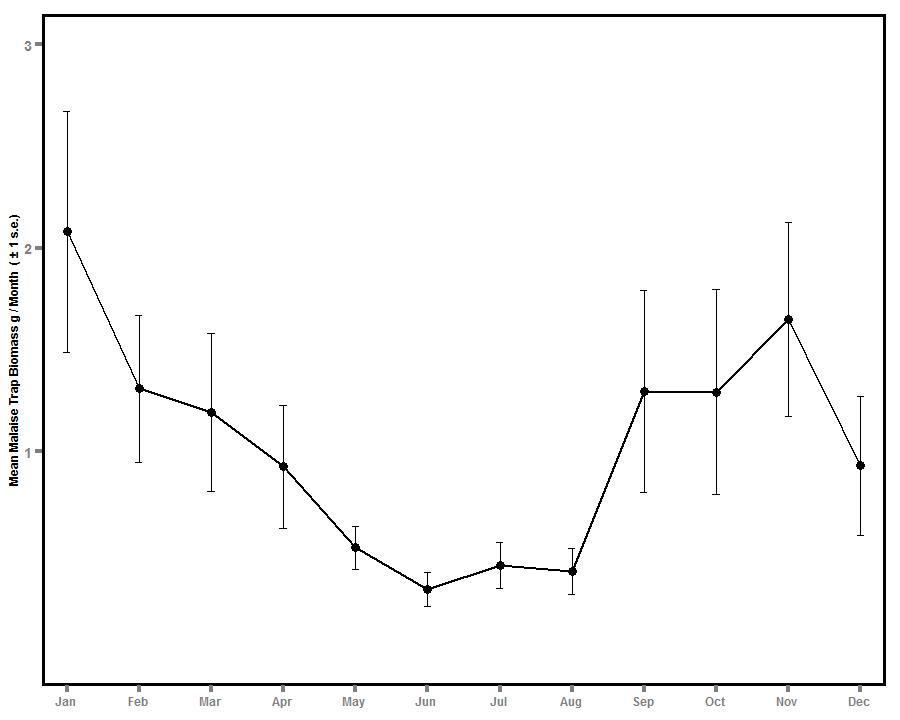 Mean Malaise Trap Biomass g / Month ( ± 1 s.e.)
3
2
1
Jan Feb Mar Apr May Jun Jul Aug Sep Oct Nov Dec